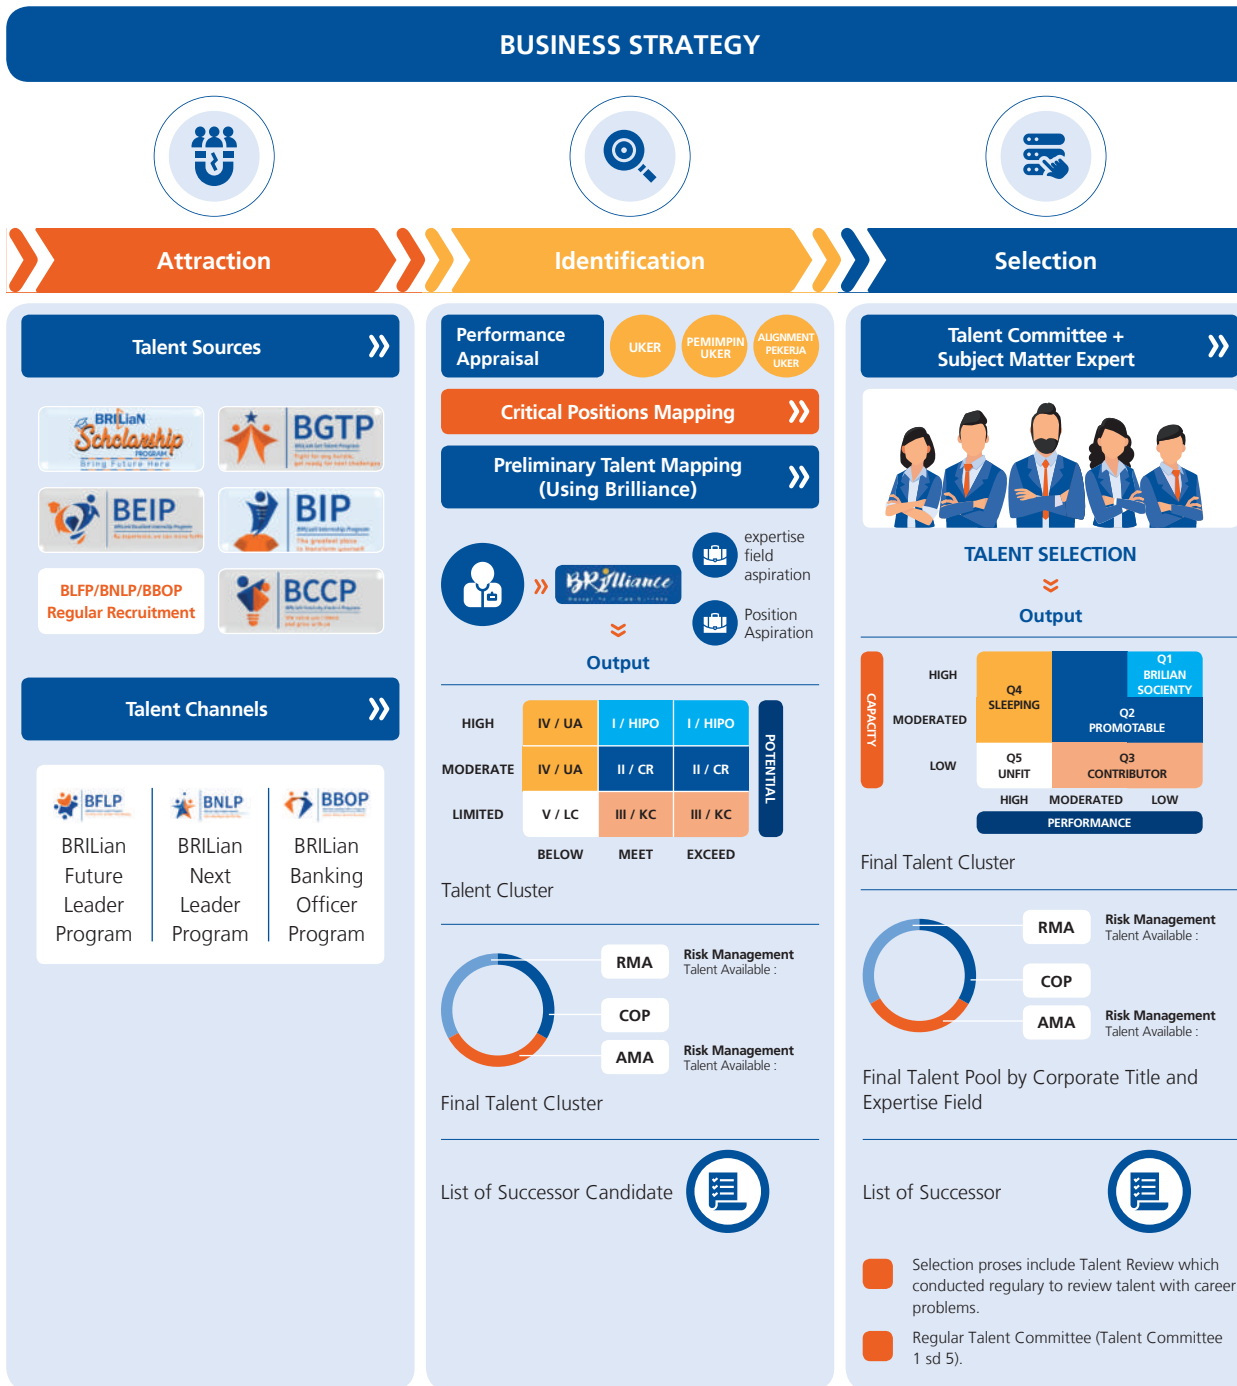 BUSINESS STRATEGY
Attraction
Identification
Selection
Talent Sources
BRILiaN
Scholarship
PROGRAM
Bring Future Here
BGTP
BEIP
BIP
BLFP/BNLP/BBOP
Regular Recruitment
BCCP
Talent Channels
BFLP
BRILian
Future
Leader
Program
BNLP
BRILian
Next
Leader
Program
BBOP
BRILian
Banking
Officer
Program
Performance
Appraisal
UKER
PEMIMPIN
UKER
ALIGNMENT
PEKERJA
UKER
Critical Positions Mapping
Preliminary Talent Mapping
(Using Brilliance)
BRIlliance
expertise
field
aspiration
Position
Aspiration
Output
HIGH
IV / UA
I / HIPO
I / HIPO
MODERATE
IV / UA
II / CR
II / CR
LIMITED
V / LC
III / KC
III / KC
BELOW
MEET
EXCEED
POTENTIAL
Talent Cluster
RMA
Risk Management
Talent Available :
COP
AMA
Risk Management
Talent Available :
Final Talent Cluster
List of Successor Candidate
Talent Committee +
Subject Matter Expert
TALENT SELECTION
Output
CAPACITY
HIGH
MODERATED
LOW
Q4
SLEEPING
Q1
BRILIAN
SOCIENTY
Q2
PROMOTABLE
Q5
UNFIT
Q3
CONTRIBUTOR
HIGH
MODERATED
LOW
PERFORMANCE
Final Talent Cluster
RMA
Risk Management
Talent Available :
COP
AMA
Risk Management
Talent Available :
Final Talent Pool by Corporate Title and
Expertise Field
List of Successor
Selection proses include Talent Review which
conducted regulary to review talent with career
problems.
Regular Talent Committee (Talent Committee
1 sd 5).